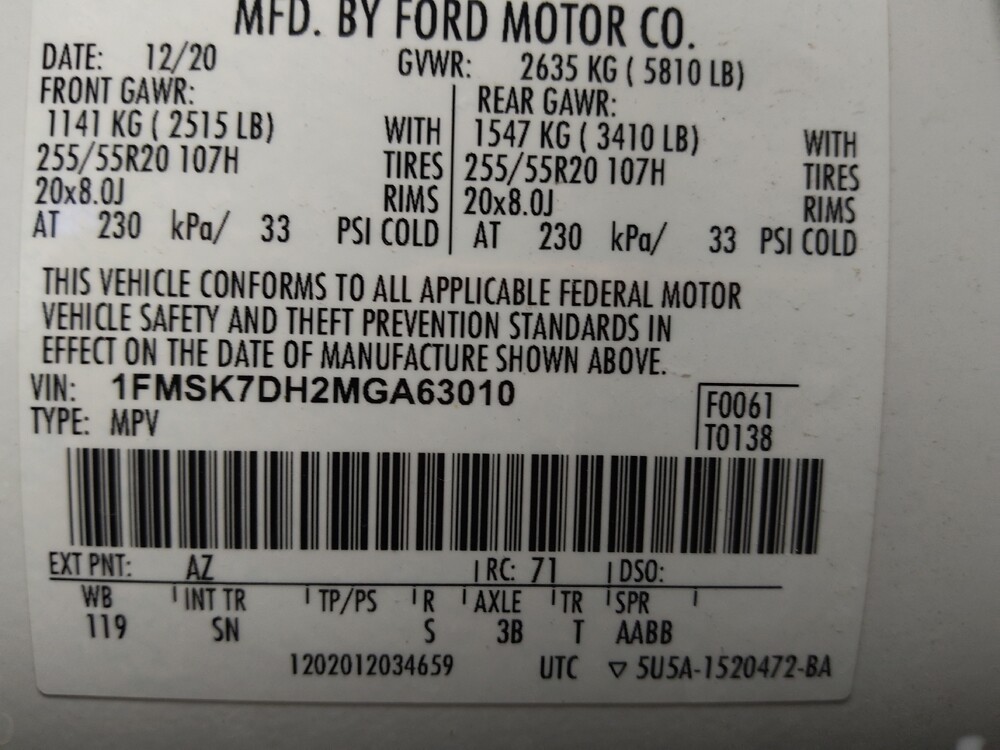 MFD. BY FORD MOTOR CO.
DATE: 12/20 GVWR: 2635 KG ( 5810 LB)
FRONT GAWR: REAR GAWR:
1141 KG ( 2515 LB) WITH 1547 KG ( 3410 LB) WITH
255/55R20 107H TIRES 255/55R20 107H TIRES
20x8.0J RIMS 20x8.0J RIMS
AT 230 kPa/ 33 PSI COLD AT 230 kPa/ 33 PSI COLD
THIS VEHICLE CONFORMS TO ALL APPLICABLE FEDERAL MOTOR
VEHICLE SAFETY AND THEFT PREVENTION STANDARDS IN
EFFECT ON THE DATE OF MANUFACTURE SHOWN ABOVE.
VIN: 1FMSK7DH2MGA63010 F0061
TYPE: MPV T0138
EXT PNT: AZ RC: 71 DSO:
WB INT TR TP/PS R AXLE TR SPR
119 SN S 3B T AABB
1202012034659 UTC ▽ 5U5A-1520472-BA